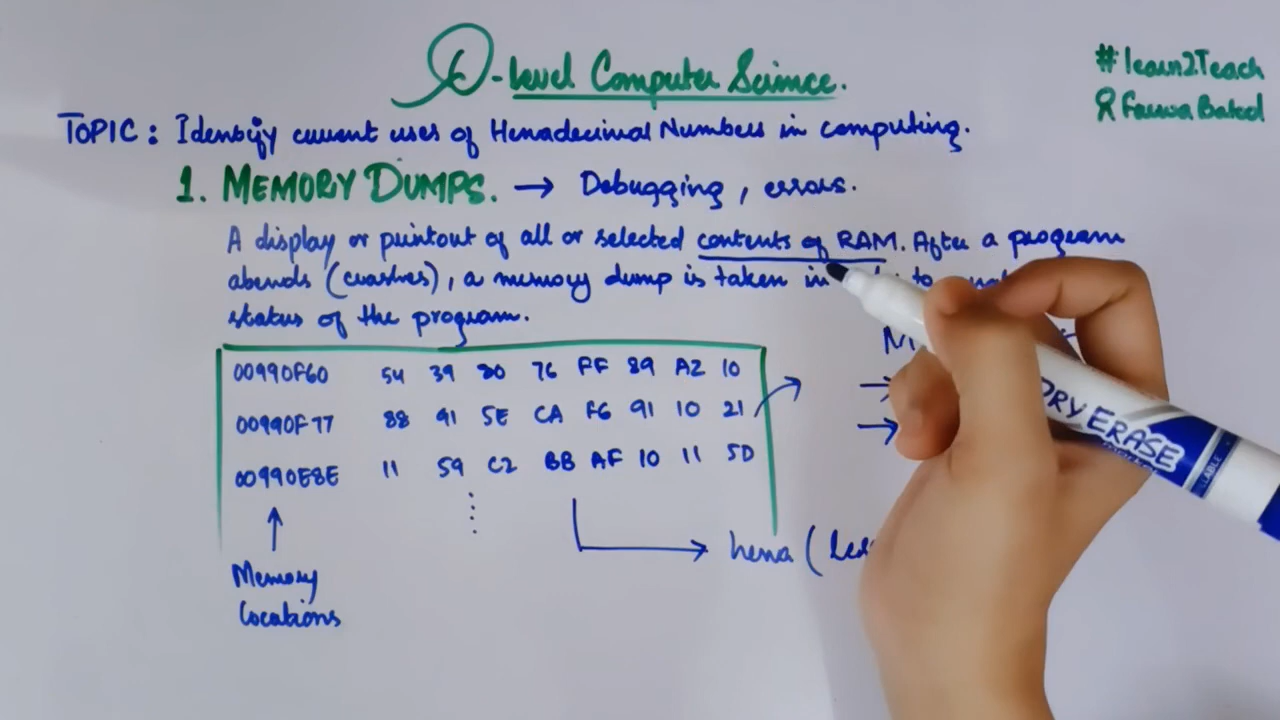 O-level Computer Science.
#learn2Teach
Farwa Batool
TOPIC: Identify current uses of Hexadecimal Numbers in computing.
1. MEMORY DUMPS. → Debugging, errors.
A display or printout of all or selected contents of RAM. After a program
abends (crashes), a memory dump is taken in to
status of the program.
00990F60 54 39 80 76 FF 89 A2 10
00990F77 88 91 5E CA F6 91 10 21
00990E8E 11 59 C2 BB AF 10 11 5D
Memory
Locations
hexa (
DRY ERASE